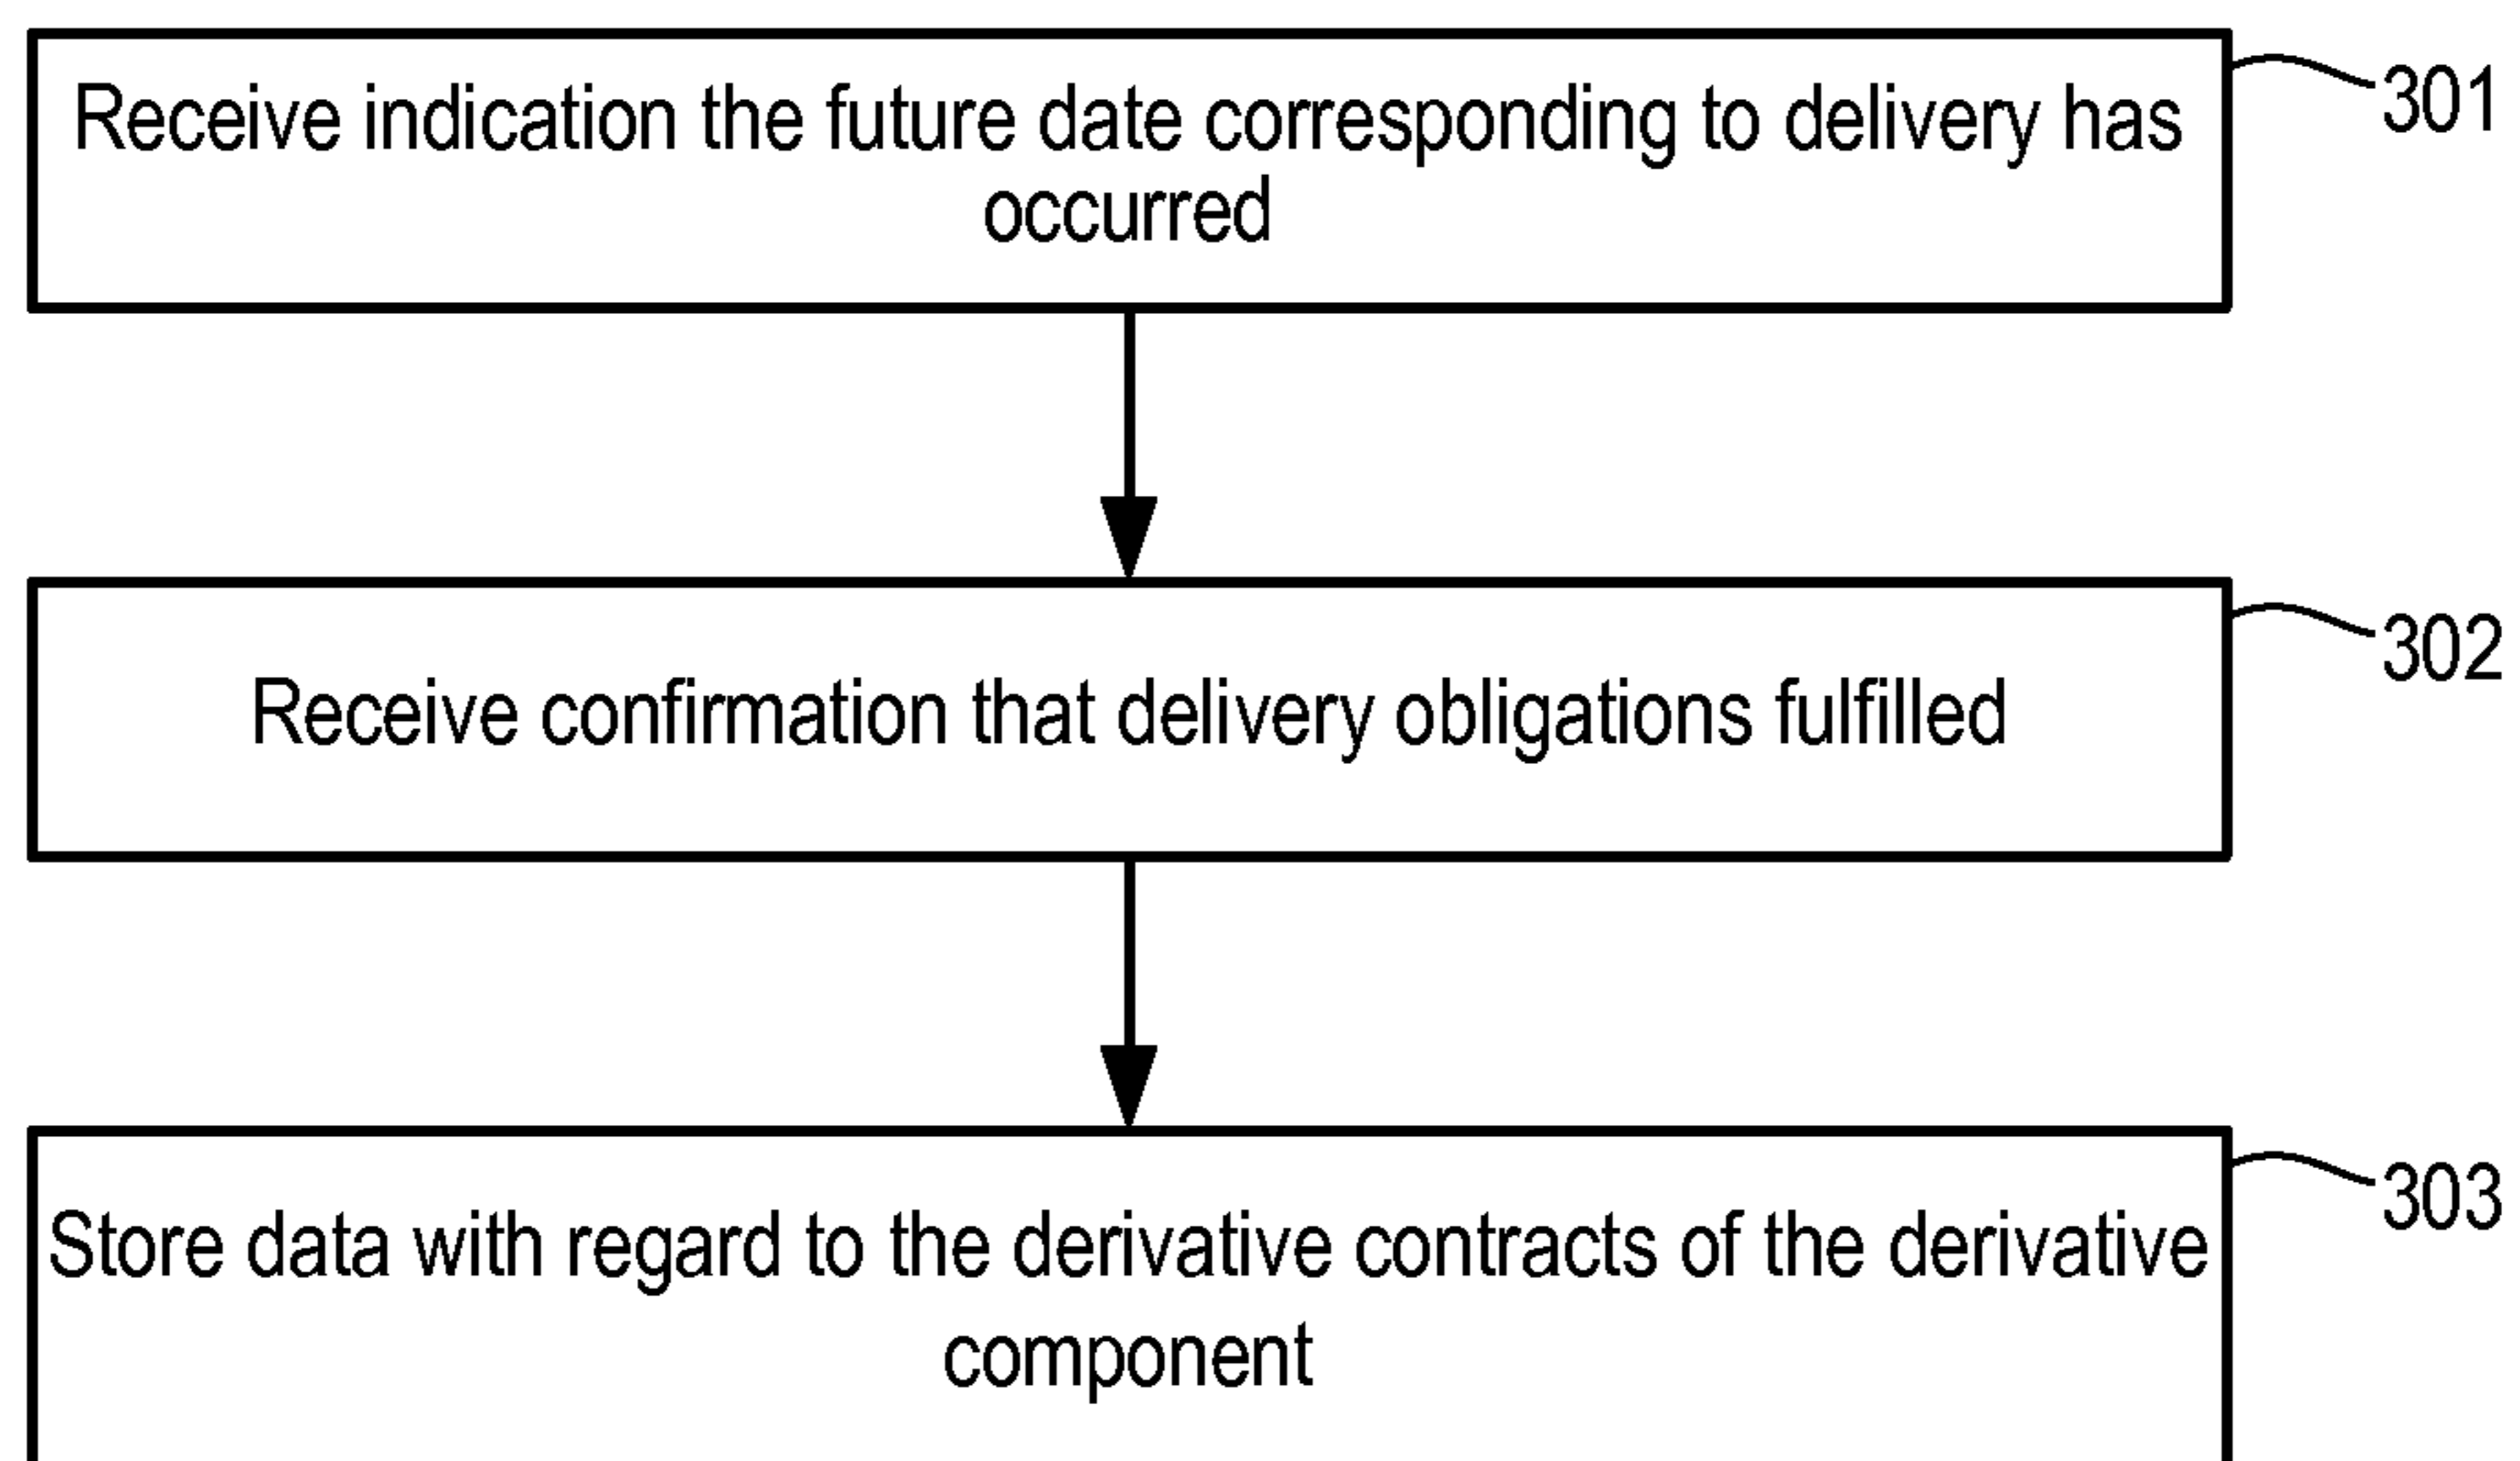 Receive indication the future date corresponding to delivery has
occurred
301
Receive confirmation that delivery obligations fulfilled
302
Store data with regard to the derivative contracts of the derivative
component
303